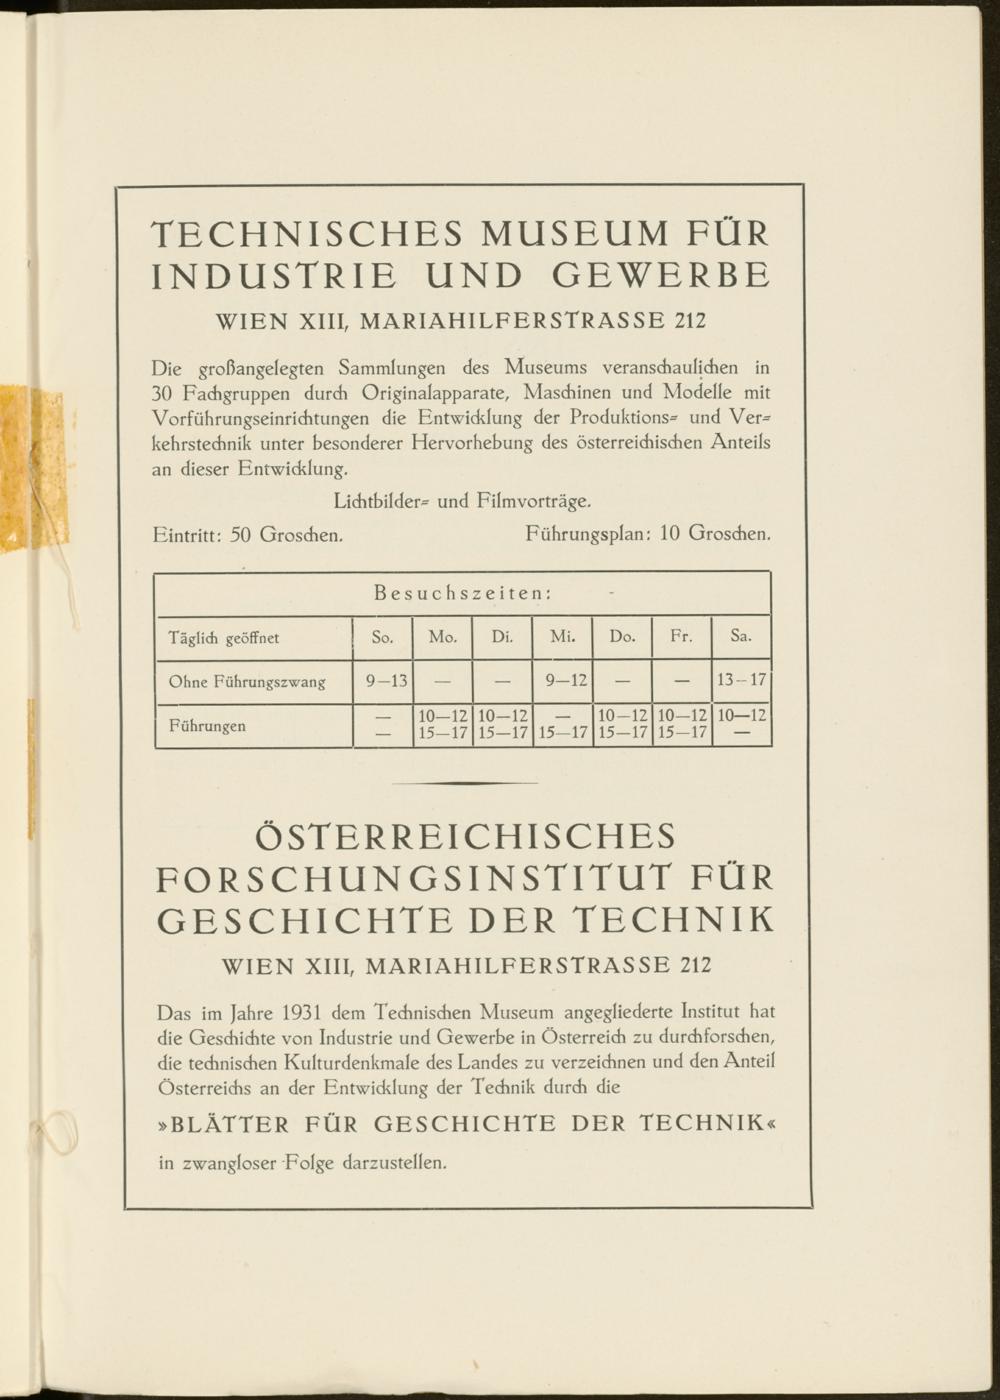 TECHNISCHES MUSEUM FÜR
INDUSTRIE UND GEWERBE
WIEN XIII, MARIAHILFERSTRASSE 212
Die großangelegten Sammlungen des Museums veranschaulichen in
30 Fachgruppen durch Originalapparate, Maschinen und Modelle mit
Vorführungseinrichtungen die Entwicklung der Produktions- und Ver-
kehrstechnik unter besonderer Hervorhebung des österreichischen Anteils
an dieser Entwicklung.
Lichtbilder- und Filmvorträge.
Eintritt: 50 Groschen. Führungsplan: 10 Groschen.
Besuchszeiten:
Täglich geöffnet So. Mo. Di. Mi. Do. Fr. Sa.
Ohne Führungszwang 9—13 — — 9—12 — — 13—17
Führungen — 10—12 10—12 — 10—12 10—12 10—12
— 15—17 15—17 15—17 15—17 15—17 —
ÖSTERREICHISCHES
FORSCHUNGSINSTITUT FÜR
GESCHICHTE DER TECHNIK
WIEN XIII, MARIAHILFERSTRASSE 212
Das im Jahre 1931 dem Technischen Museum angegliederte Institut hat
die Geschichte von Industrie und Gewerbe in Österreich zu durchforschen,
die technischen Kulturdenkmale des Landes zu verzeichnen und den Anteil
Österreichs an der Entwicklung der Technik durch die
»BLÄTTER FÜR GESCHICHTE DER TECHNIK«
in zwangloser Folge darzustellen.